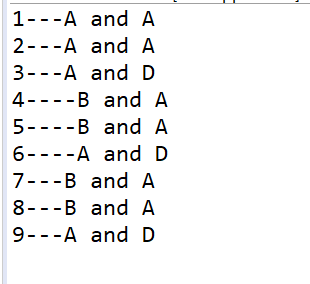 1---A and A
2---A and A
3---A and D
4----B and A
5----B and A
6----A and D
7---B and A
8---B and A
9---A and D